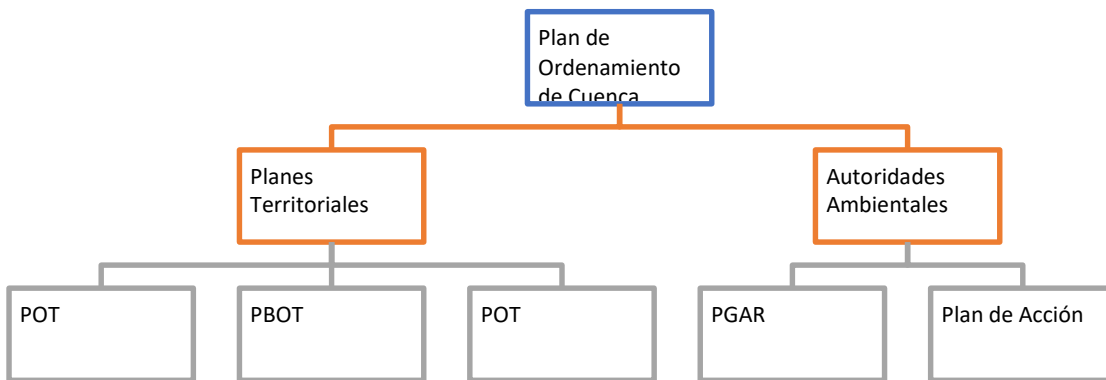 Plan de
Ordenamiento
de Cuenca
Planes
Territoriales
Autoridades
Ambientales
POT
PBOT
POT
PGAR
Plan de Acción